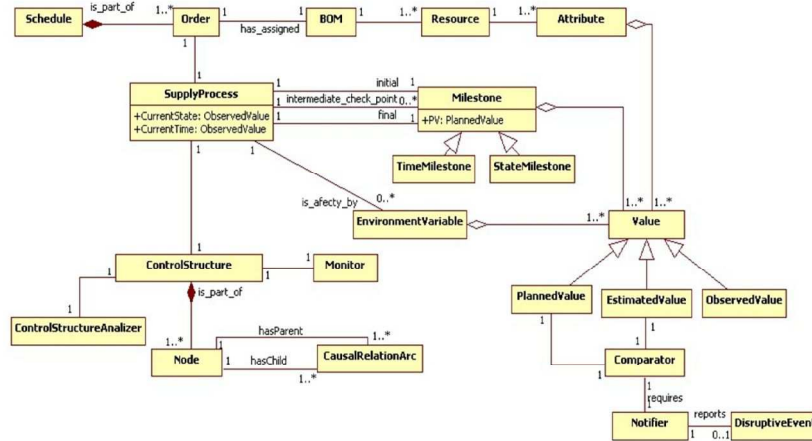 is_part_of
Schedule
1..*
Order
1
1
BOM
1
1..*
Resource
1
1..*
Attribute
has_assigned
1
1
SupplyProcess
+CurrentState: ObservedValue
+CurrentTime: ObservedValue
1
initial
1
1
intermediate_check_point
0..*
1
final
1
Milestone
+PV: PlannedValue
TimeMilestone
StateMilestone
1
1
is_afecty_by
0..*
EnvironmentVariable
1..*
1..*
1..*
Value
1
ControlStructure
1
1
Monitor
1
is_part_of
1
ControlStructureAnalizer
1..*
Node
1
hasParent
1..*
1
hasChild
1..*
CausalRelationArc
PlannedValue
EstimatedValue
ObservedValue
1
1
1
1
Comparator
1
requires
1
Notifier
1
reports
0..1
DisruptiveEvent